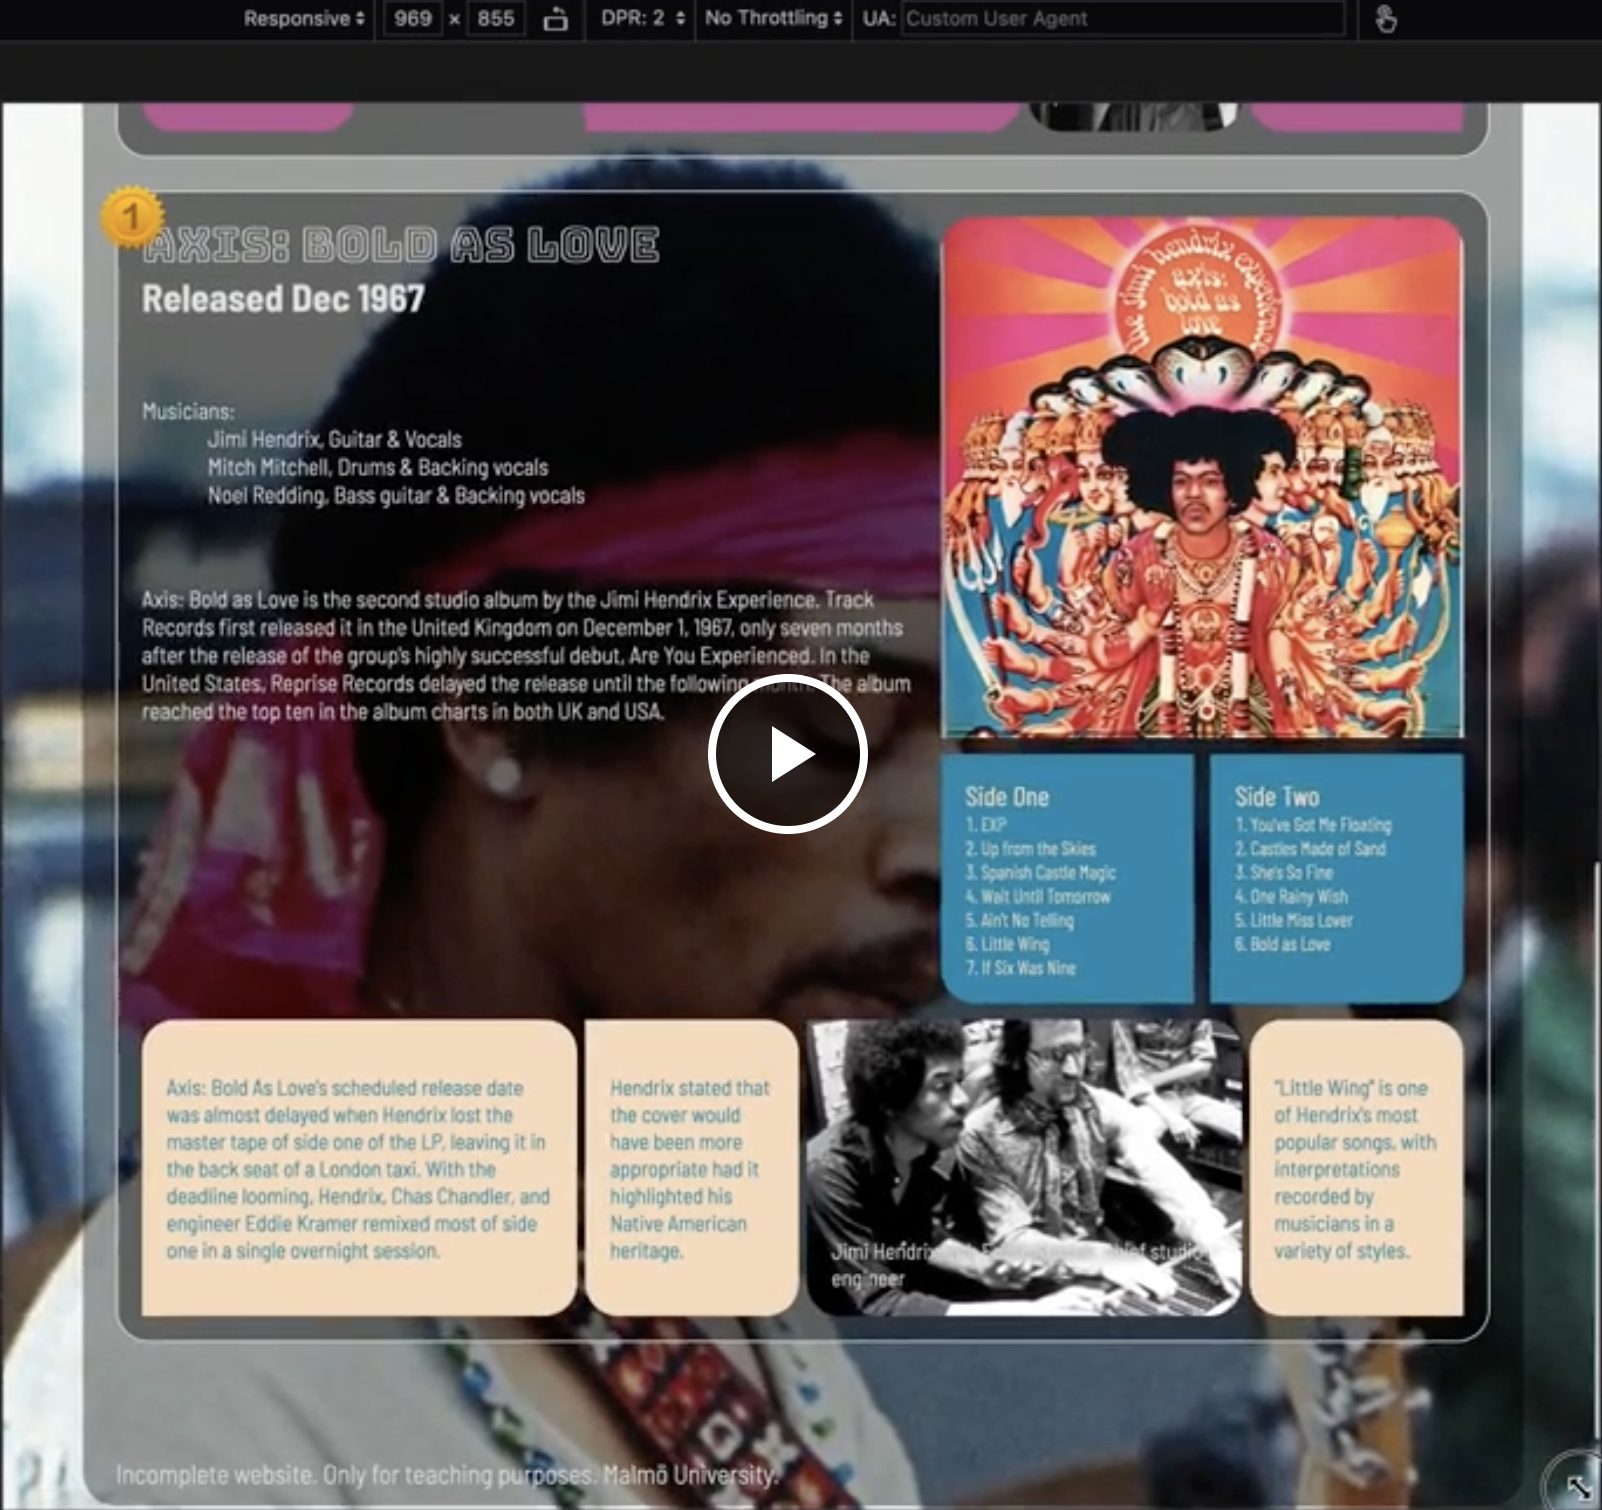 Responsive
969 × 855
DPR: 2
No Throttling
UA: Custom User Agent
1
AXIS: BOLD AS LOVE
Released Dec 1967
Musicians:
Jimi Hendrix, Guitar & Vocals
Mitch Mitchell, Drums & Backing vocals
Noel Redding, Bass guitar & Backing vocals
Axis: Bold as Love is the second studio album by the Jimi Hendrix Experience. Track
Records first released it in the United Kingdom on December 1, 1967, only seven months
after the release of the group's highly successful debut, Are You Experienced. In the
United States, Reprise Records delayed the release until the following month. The album
reached the top ten in the album charts in both UK and USA.
the jimi hendrix experience
axis:
bold as
love
Side One
1. EXP
2. Up from the Skies
3. Spanish Castle Magic
4. Wait Until Tomorrow
5. Ain't No Telling
6. Little Wing
7. If Six Was Nine
Side Two
1. You've Got Me Floating
2. Castles Made of Sand
3. She's So Fine
4. One Rainy Wish
5. Little Miss Lover
6. Bold as Love
Axis: Bold As Love's scheduled release date
was almost delayed when Hendrix lost the
master tape of side one of the LP, leaving it in
the back seat of a London taxi. With the
deadline looming, Hendrix, Chas Chandler, and
engineer Eddie Kramer remixed most of side
one in a single overnight session.
Hendrix stated that
the cover would
have been more
appropriate had it
highlighted his
Native American
heritage.
Jimi Hendrix chief studio
engineer
"Little Wing" is one
of Hendrix's most
popular songs, with
interpretations
recorded by
musicians in a
variety of styles.
Incomplete website. Only for teaching purposes. Malmö University.